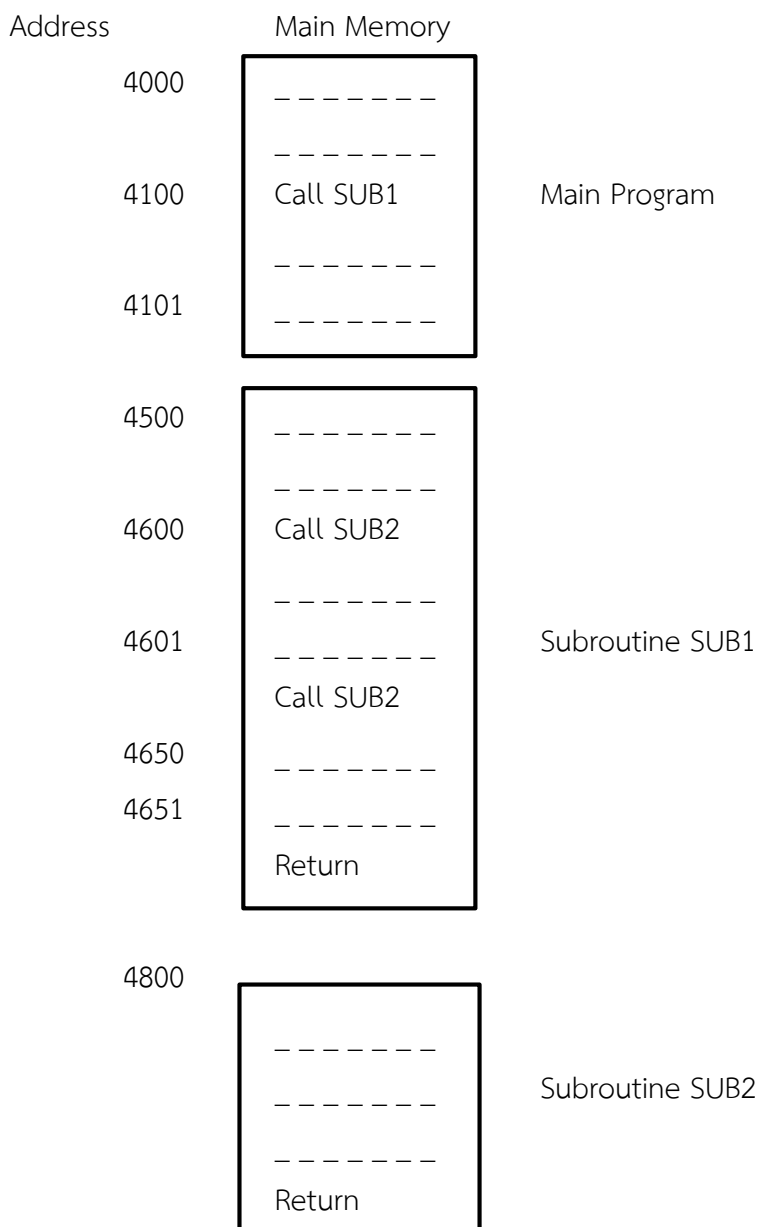 Address Main Memory
4000 _ _ _ _ _ _ _
_ _ _ _ _ _ _
4100 Call SUB1 Main Program
_ _ _ _ _ _ _
4101 _ _ _ _ _ _ _
4500 _ _ _ _ _ _ _
_ _ _ _ _ _ _
4600 Call SUB2
_ _ _ _ _ _ _
4601 _ _ _ _ _ _ _ Subroutine SUB1
Call SUB2
4650 _ _ _ _ _ _ _
4651 _ _ _ _ _ _ _
Return
4800
_ _ _ _ _ _ _
_ _ _ _ _ _ _ Subroutine SUB2
_ _ _ _ _ _ _
Return